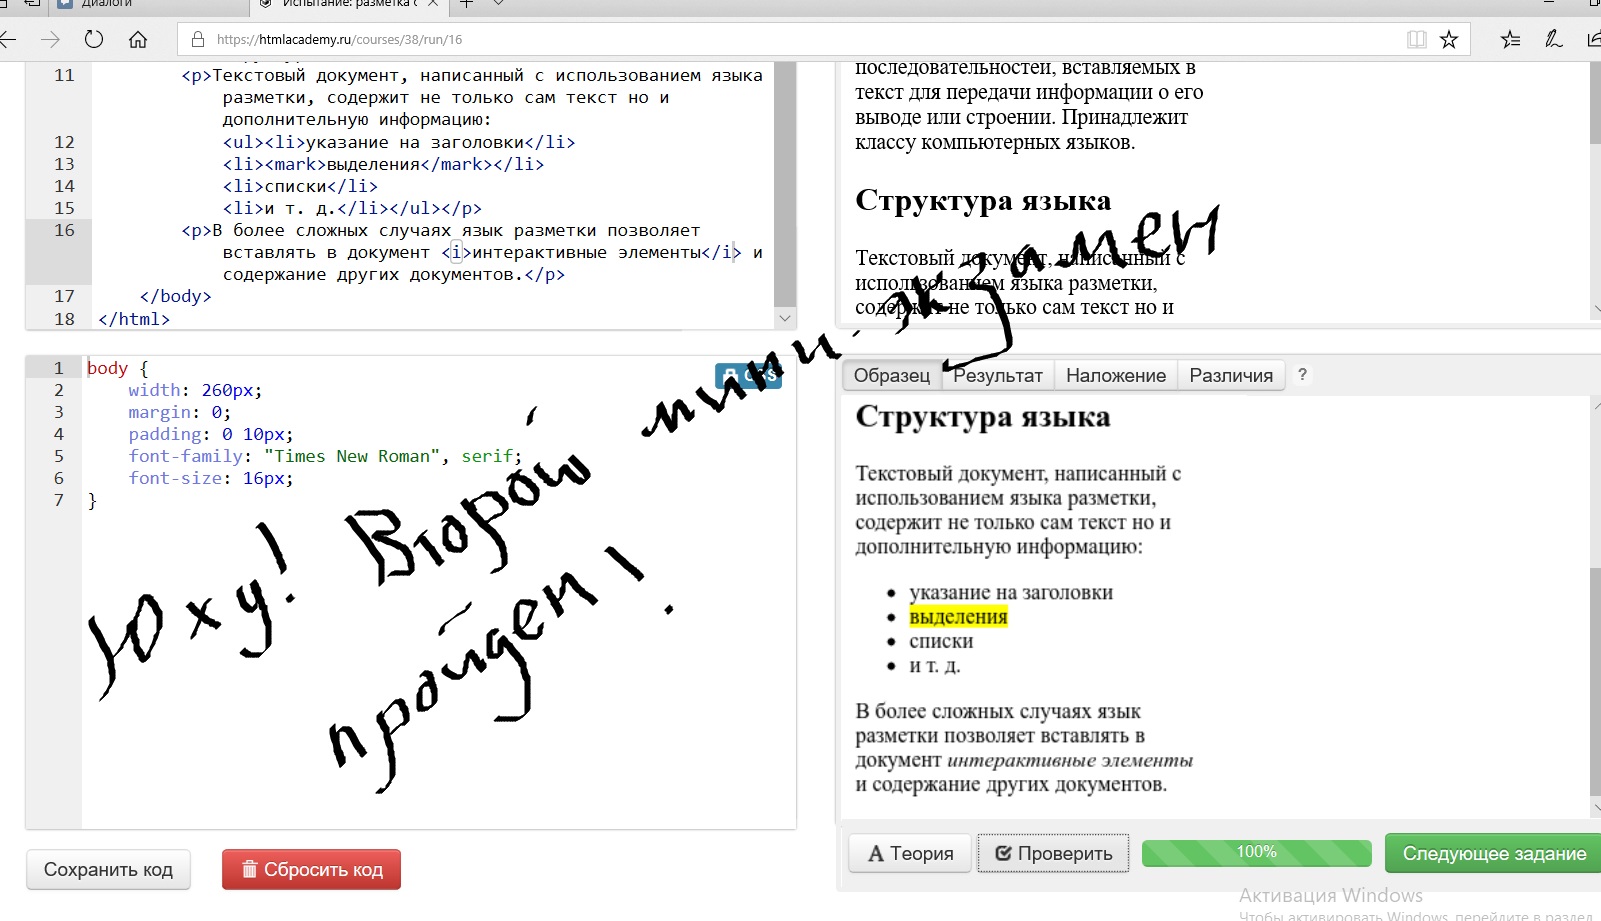 Диалоги
Испытание: разметка
https://htmlacademy.ru/courses/38/run/16
11 <p>Текстовый документ, написанный с использованием языка
разметки, содержит не только сам текст но и
дополнительную информацию:
12 <ul><li>указание на заголовки</li>
13 <li><mark>выделения</mark></li>
14 <li>списки</li>
15 <li>и т. д.</li></ul></p>
16 <p>В более сложных случаях язык разметки позволяет
вставлять в документ <i>интерактивные элементы</i> и
содержание других документов.</p>
17 </body>
18 </html>
последовательностей, вставляемых в
текст для передачи информации о его
выводе или строении. Принадлежит
классу компьютерных языков.
Структура языка
Текстовый документ, написанный с
использованием языка разметки,
содержит не только сам текст но и
1 body {
2 width: 260px;
3 margin: 0;
4 padding: 0 10px;
5 font-family: "Times New Roman", serif;
6 font-size: 16px;
7 }
CSS
Юху! Второй мини-экзамен
пройден!
Образец Результат Наложение Различия ?
Структура языка
Текстовый документ, написанный с
использованием языка разметки,
содержит не только сам текст но и
дополнительную информацию:
указание на заголовки
выделения
списки
и т. д.
В более сложных случаях язык
разметки позволяет вставлять в
документ интерактивные элементы
и содержание других документов.
Сохранить код Сбросить код
Теория Проверить 100% Следующее задание
Активация Windows
Чтобы активировать Windows, перейдите в раздел